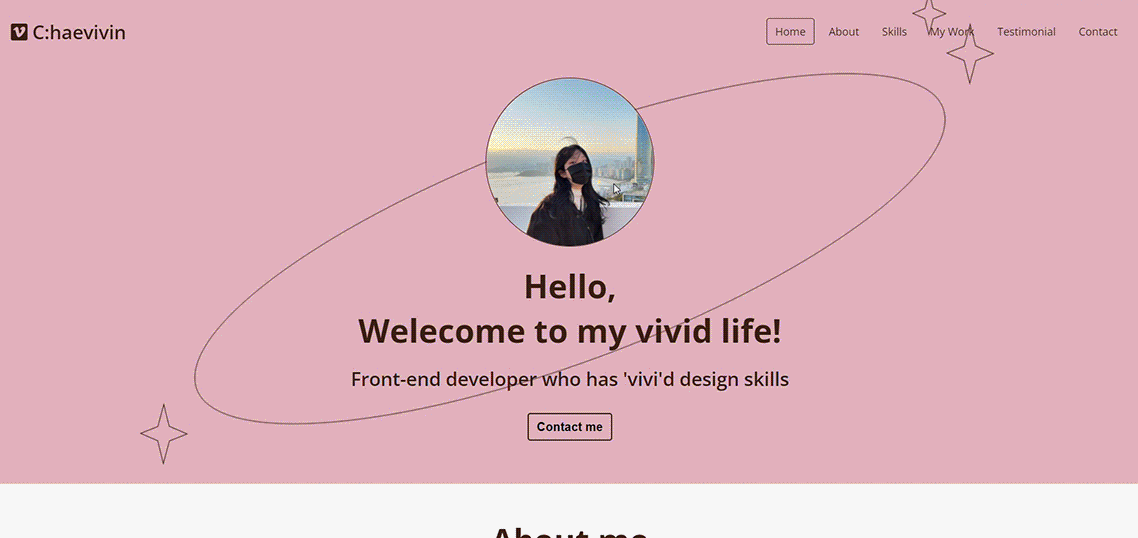 C:haevivin
Home About Skills My Work Testimonial Contact
Hello,
Welecome to my vivid life!
Front-end developer who has 'vivi'd design skills
Contact me
About me